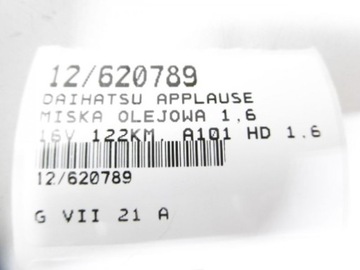 12/620789
DAIHATSU APPLAUSE
MISKA OLEJOWA 1,6
16V 122KM, A101 HD 1.6
12/620789
G VII 21 A